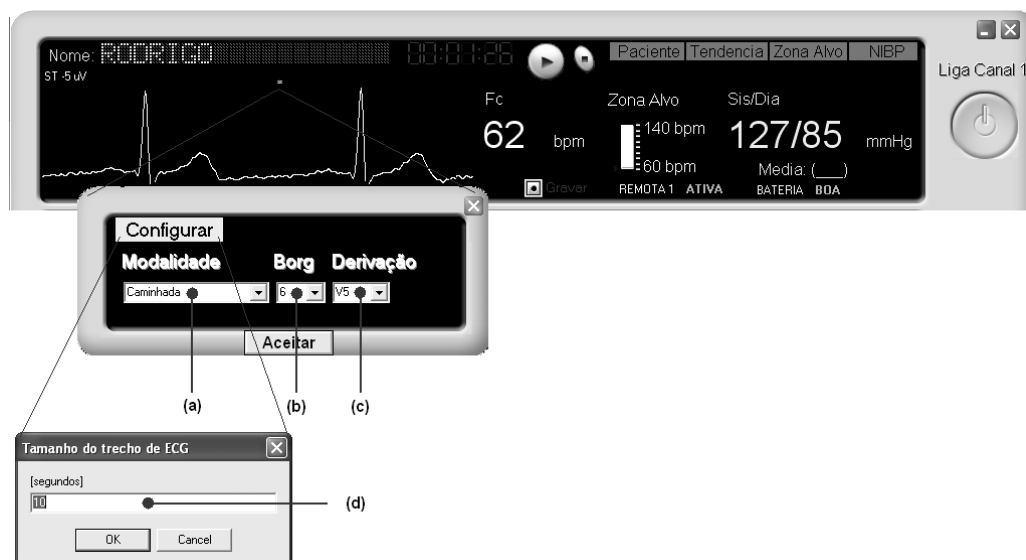 Nome: RODRIGO 00:01:26 Paciente Tendencia Zona Alvo NIBP
Liga Canal 1
ST -5 uV
Fc Zona Alvo Sis/Dia
62 bpm 140 bpm 127/85 mmHg
60 bpm Media: (___)
Gravar REMOTA 1 ATIVA BATERIA BOA
Configurar
Modalidade Borg Derivação
Caminhada 6 V5
Aceitar
(a) (b) (c)
Tamanho do trecho de ECG
[segundos]
10
(d)
OK Cancel